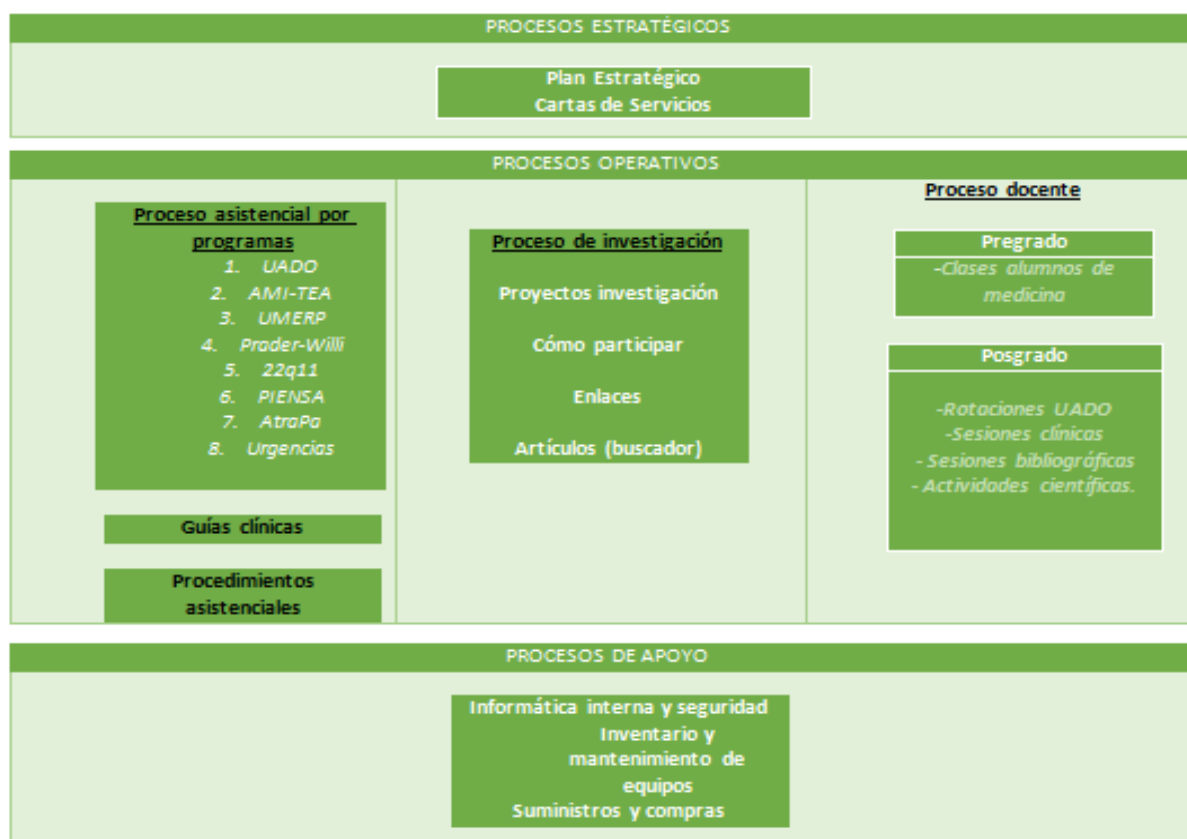 PROCESOS ESTRATÉGICOS
Plan Estratégico
Cartas de Servicios
PROCESOS OPERATIVOS
Proceso asistencial por
programas
1. UADO
2. AMI-TEA
3. UMERP
4. Prader-Willi
5. 22q11
6. PIENSA
7. AtraPa
8. Urgencias
Guías clínicas
Procedimientos
asistenciales
Proceso de investigación
Proyectos investigación
Cómo participar
Enlaces
Artículos (buscador)
Proceso docente
Pregrado
-Clases alumnos de
medicina
Posgrado
-Rotaciones UADO
-Sesiones clínicas
- Sesiones bibliográficas
- Actividades científicas.
PROCESOS DE APOYO
Informática interna y seguridad
Inventario y
mantenimiento de
equipos
Suministros y compras